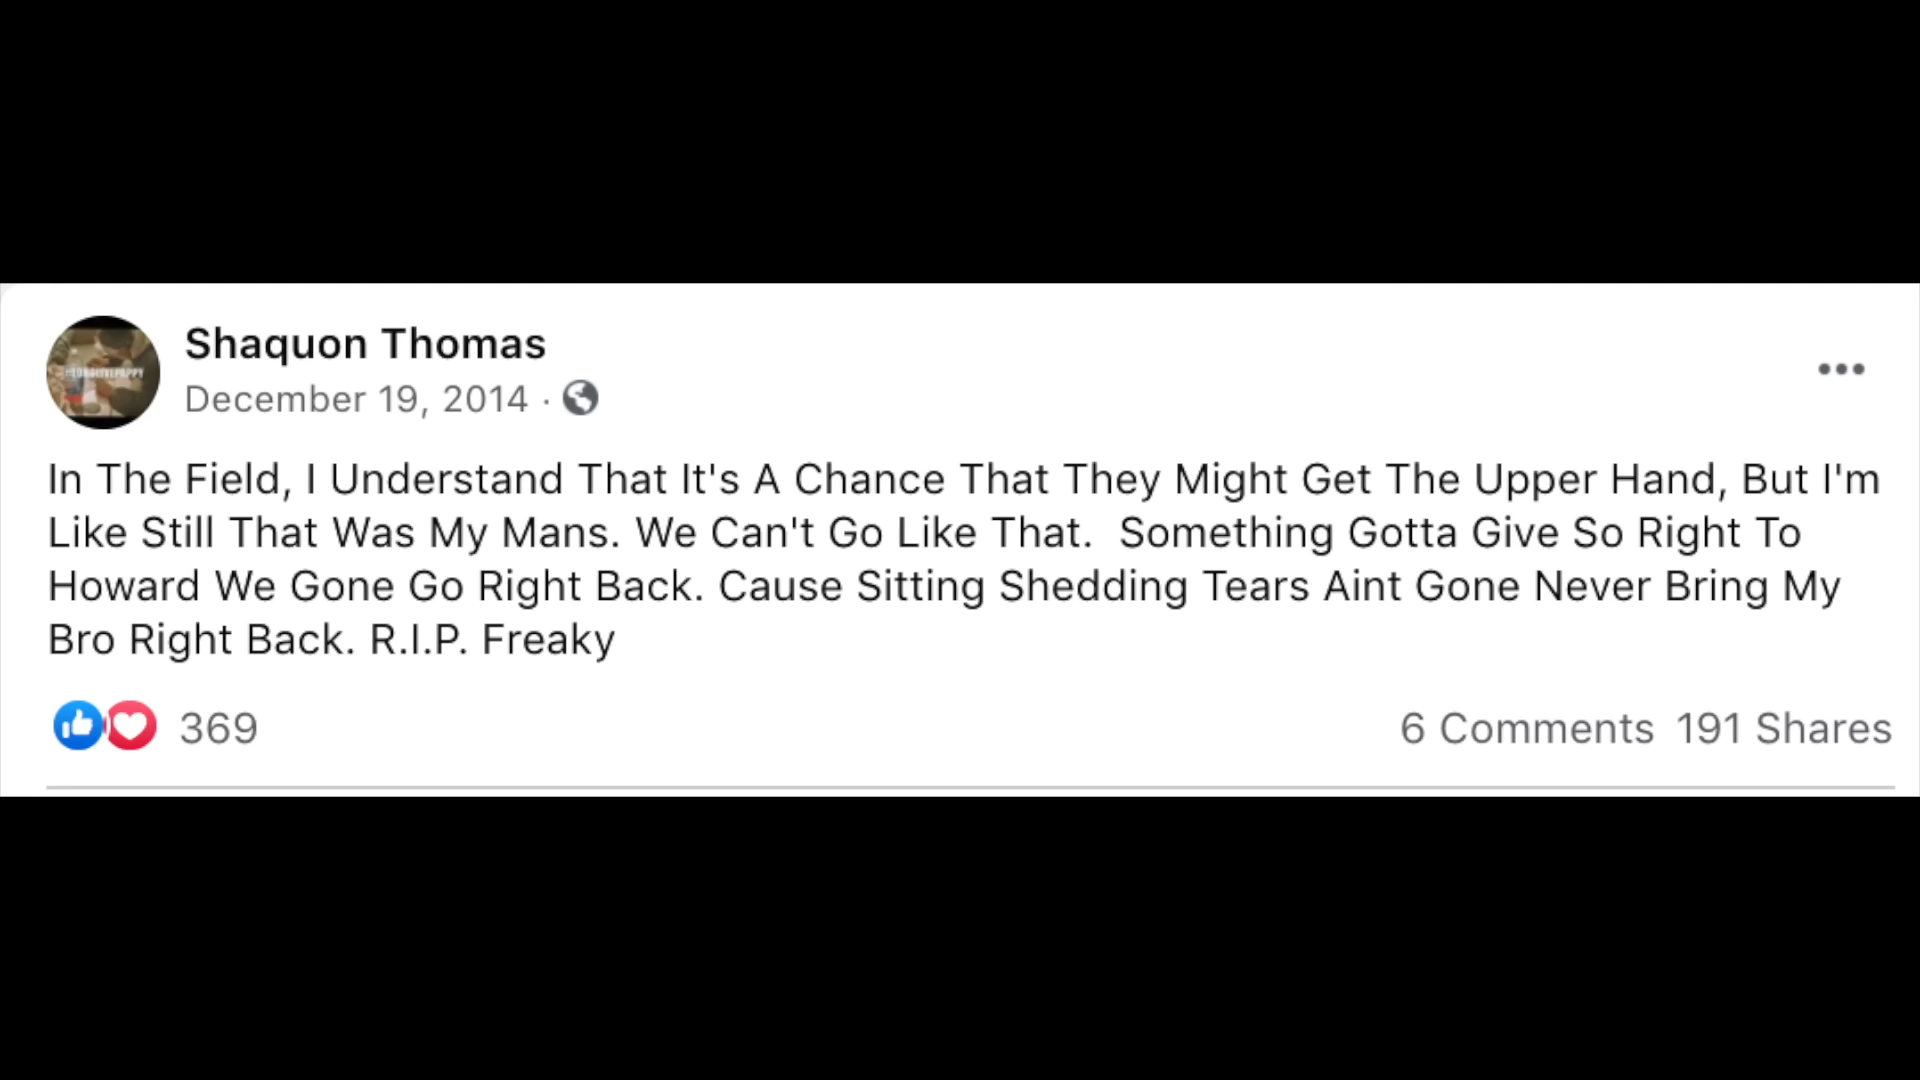 Shaquon Thomas
December 19, 2014 ·
In The Field, I Understand That It's A Chance That They Might Get The Upper Hand, But I'm
Like Still That Was My Mans. We Can't Go Like That.  Something Gotta Give So Right To
Howard We Gone Go Right Back. Cause Sitting Shedding Tears Aint Gone Never Bring My
Bro Right Back. R.I.P. Freaky
369
6 Comments 191 Shares